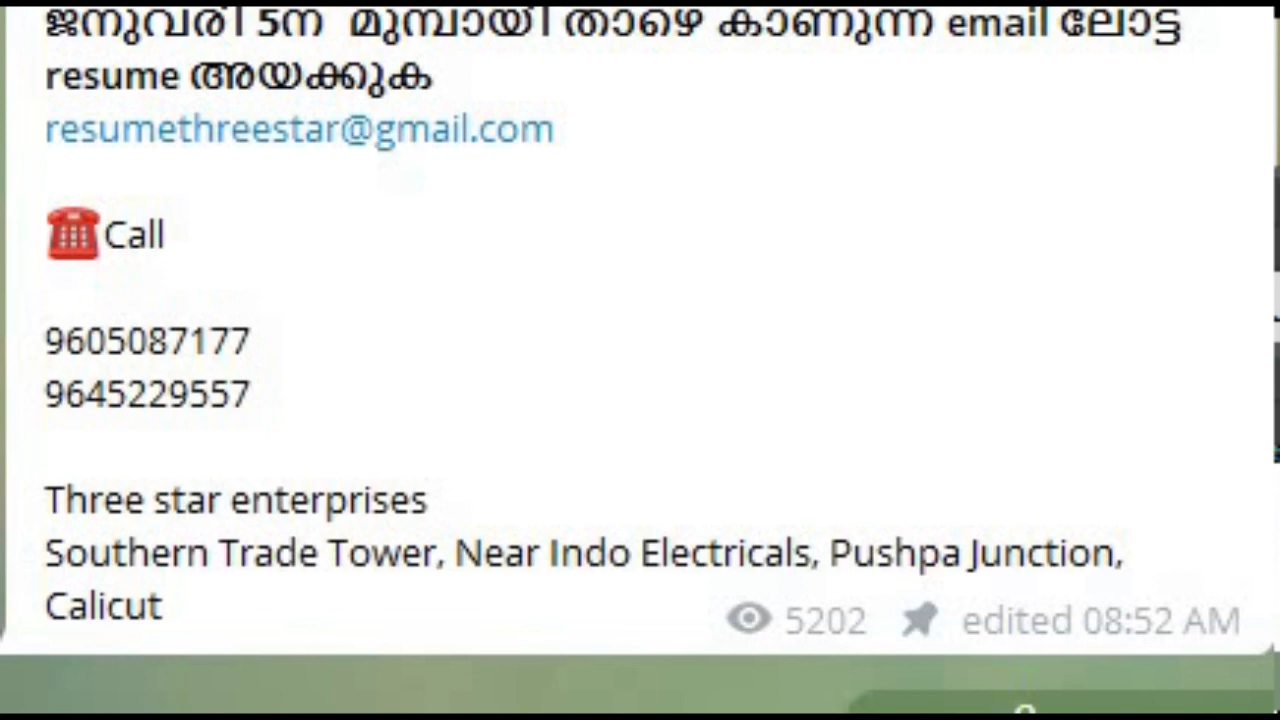 ജനുവരി 5ന മുമ്പായി താഴെ കാണുന്ന email ലോട്ട
resume അയക്കുക
resumethreestar@gmail.com
☎Call
9605087177
9645229557
Three star enterprises
Southern Trade Tower, Near Indo Electricals, Pushpa Junction,
Calicut
5202 edited 08:52 AM